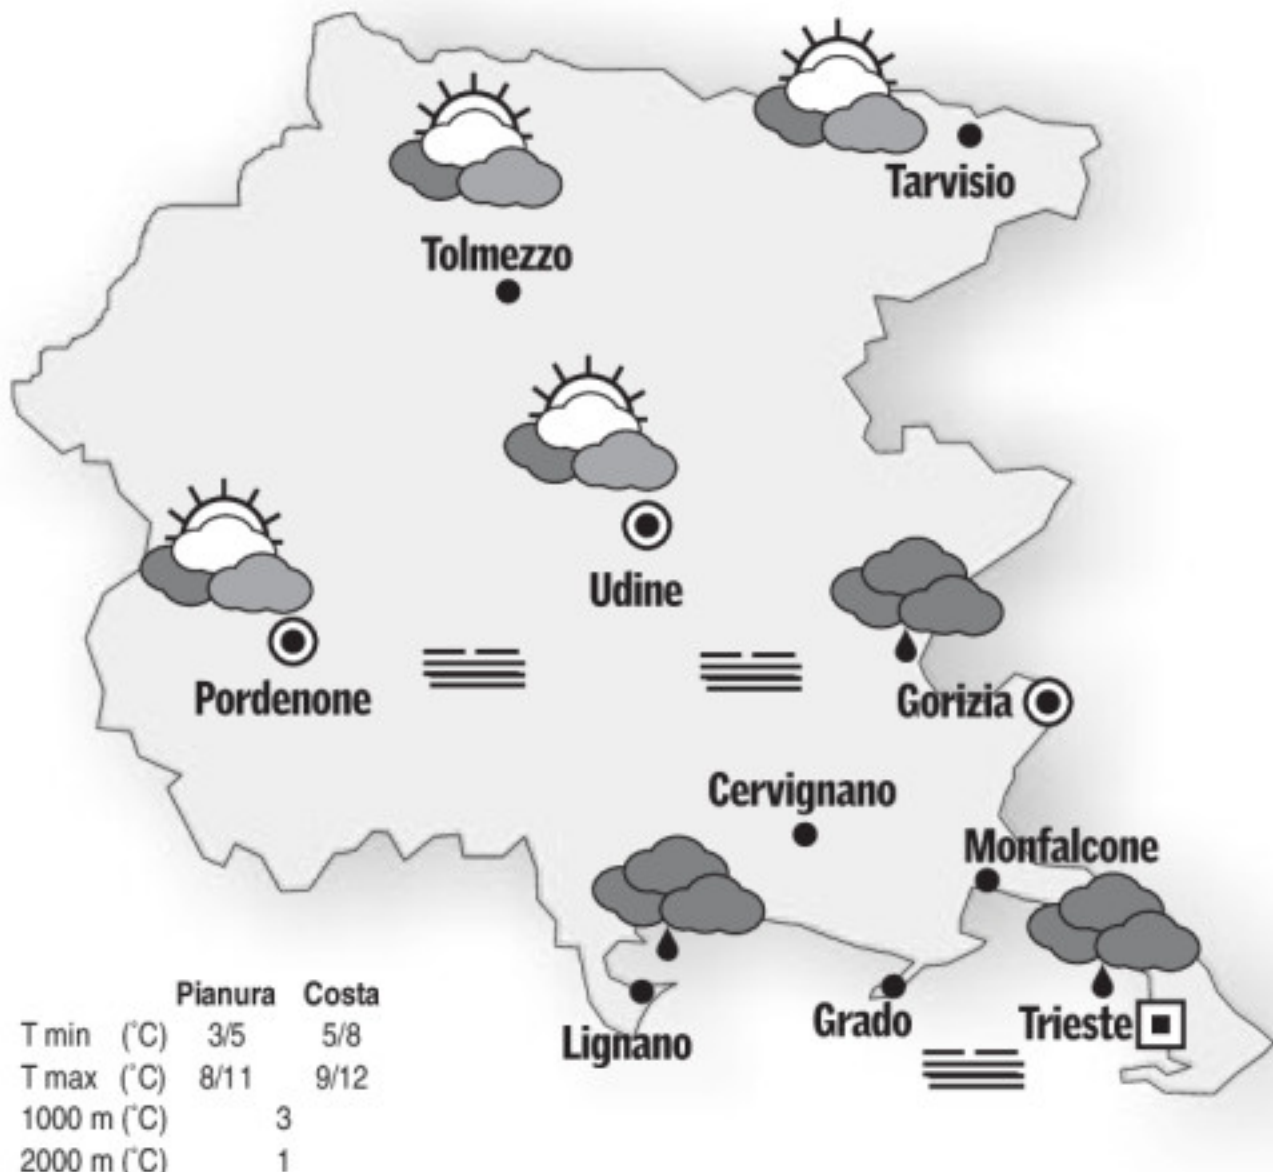 Tarvisio
Tolmezzo
Udine
Pordenone
Gorizia
Cervignano
Monfalcone
Grado
Trieste
Lignano
Pianura Costa
T min (°C) 3/5 5/8
T max (°C) 8/11 9/12
1000 m (°C) 3
2000 m (°C) 1